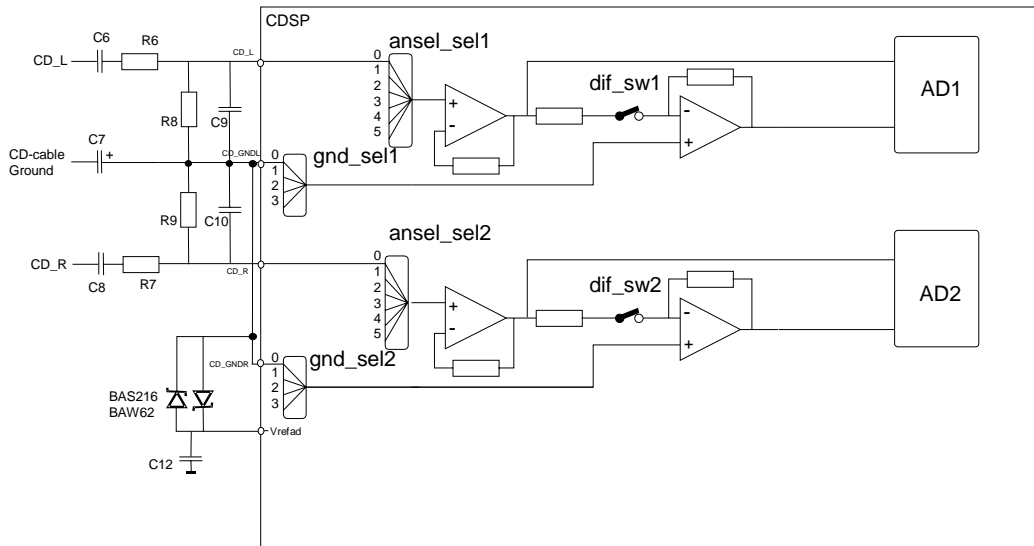 CDSP
ansel_sel1
C6
R6
CD_L
CD_L
0
1
2
3
4
5
+
-
dif_sw1
-
+
AD1
R8
C9
C7
CD-cable
Ground
+
CD_GNDL
0
1
2
3
gnd_sel1
R9
C10
ansel_sel2
CD_R
C8
R7
CD_R
0
1
2
3
4
5
+
-
dif_sw2
-
+
AD2
gnd_sel2
CD_GNDR
0
1
2
3
BAS216
BAW62
Vrefad
C12